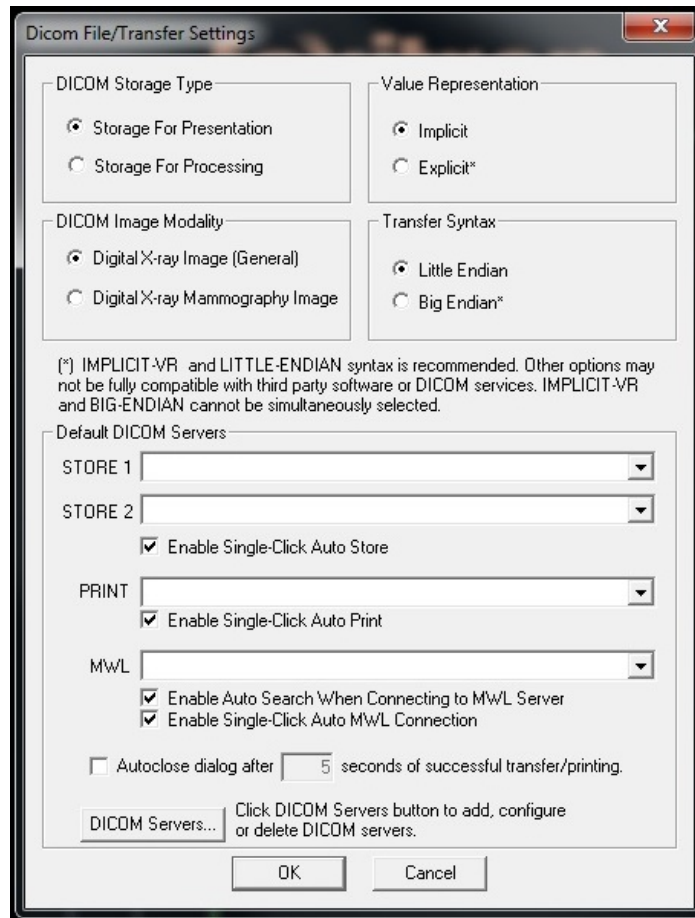 Dicom File/Transfer Settings
DICOM Storage Type
Storage For Presentation
Storage For Processing
Value Representation
Implicit
Explicit*
DICOM Image Modality
Digital X-ray Image (General)
Digital X-ray Mammography Image
Transfer Syntax
Little Endian
Big Endian*
(*) IMPLICIT-VR and LITTLE-ENDIAN syntax is recommended. Other options may
not be fully compatible with third party software or DICOM services. IMPLICIT-VR
and BIG-ENDIAN cannot be simultaneously selected.
Default DICOM Servers
STORE 1
STORE 2
Enable Single-Click Auto Store
PRINT
Enable Single-Click Auto Print
MWL
Enable Auto Search When Connecting to MWL Server
Enable Single-Click Auto MWL Connection
Autoclose dialog after 5 seconds of successful transfer/printing.
DICOM Servers...
Click DICOM Servers button to add, configure
or delete DICOM servers.
OK
Cancel